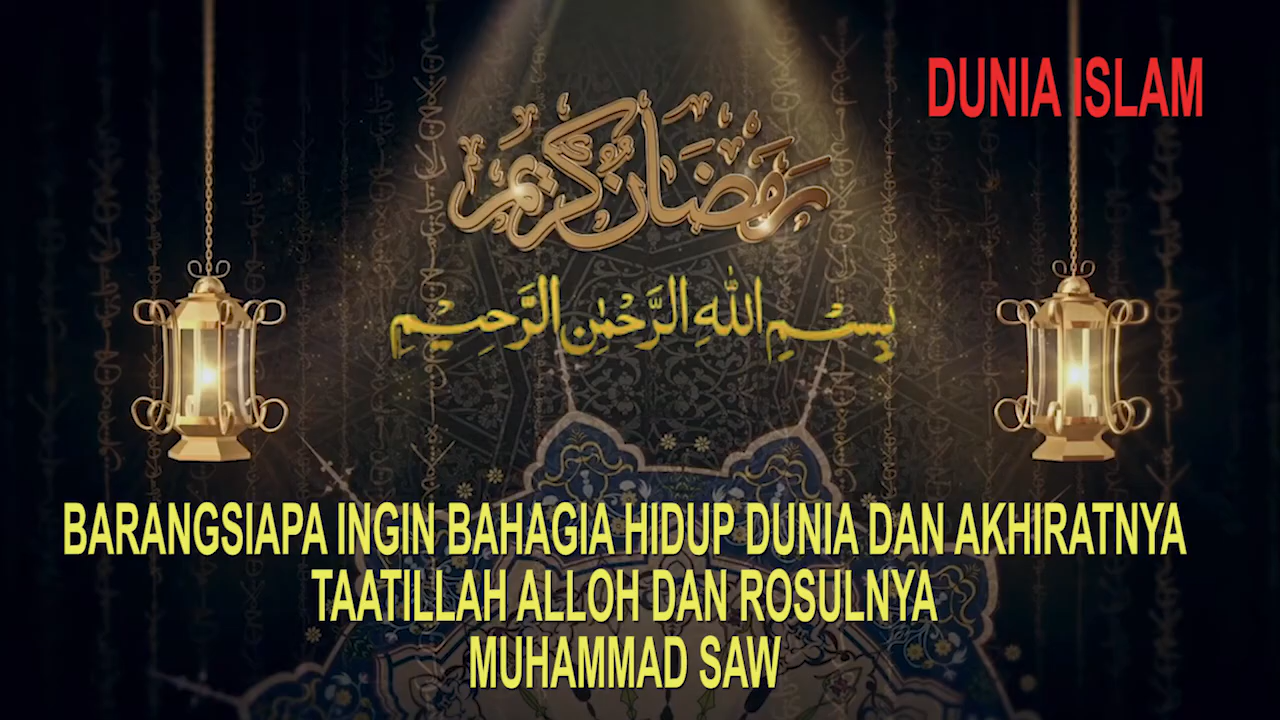 DUNIA ISLAM
رمضان كريم
بِسْمِ اللهِ الرَّحْمٰنِ الرَّحِيْمِ
BARANGSIAPA INGIN BAHAGIA HIDUP DUNIA DAN AKHIRATNYA
TAATILLAH ALLOH DAN ROSULNYA
MUHAMMAD SAW